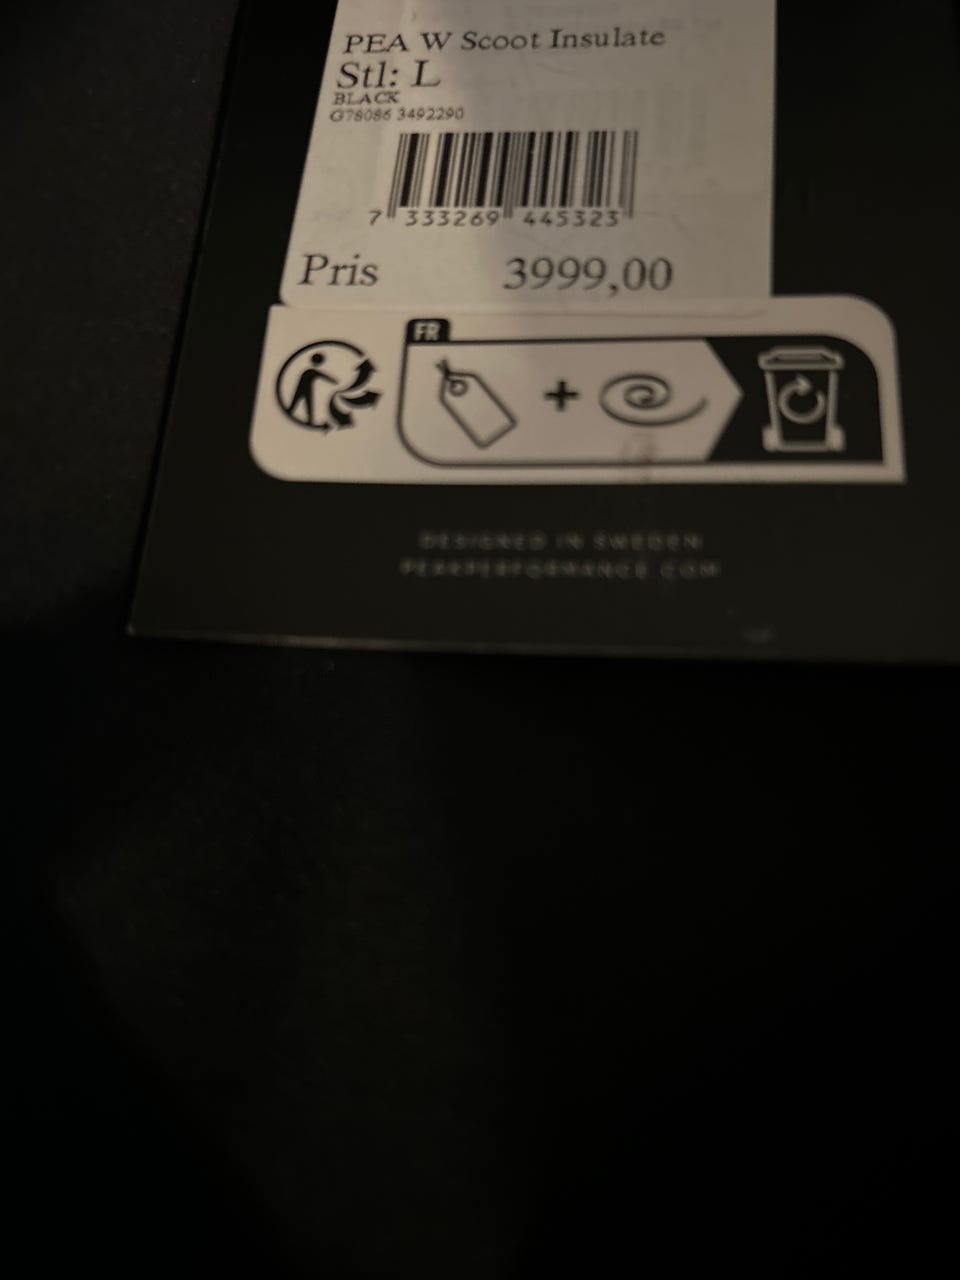 PEA W Scoot Insulate
Stl: L
BLACK
G78086 3492290
7 333269 445323
Pris 3999,00
FR
DESIGNED IN SWEDEN
PEAKPERFORMANCE.COM